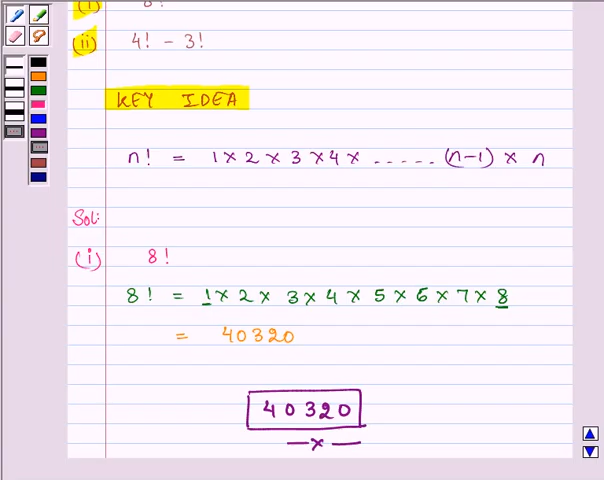 (i) 8!
(ii) 4! - 3!
KEY IDEA
n! = 1 × 2 × 3 × 4 × ..... (n-1) × n
Sol:
(i) 8!
8! = 1 × 2 × 3 × 4 × 5 × 6 × 7 × 8
= 40320
40320
—x—